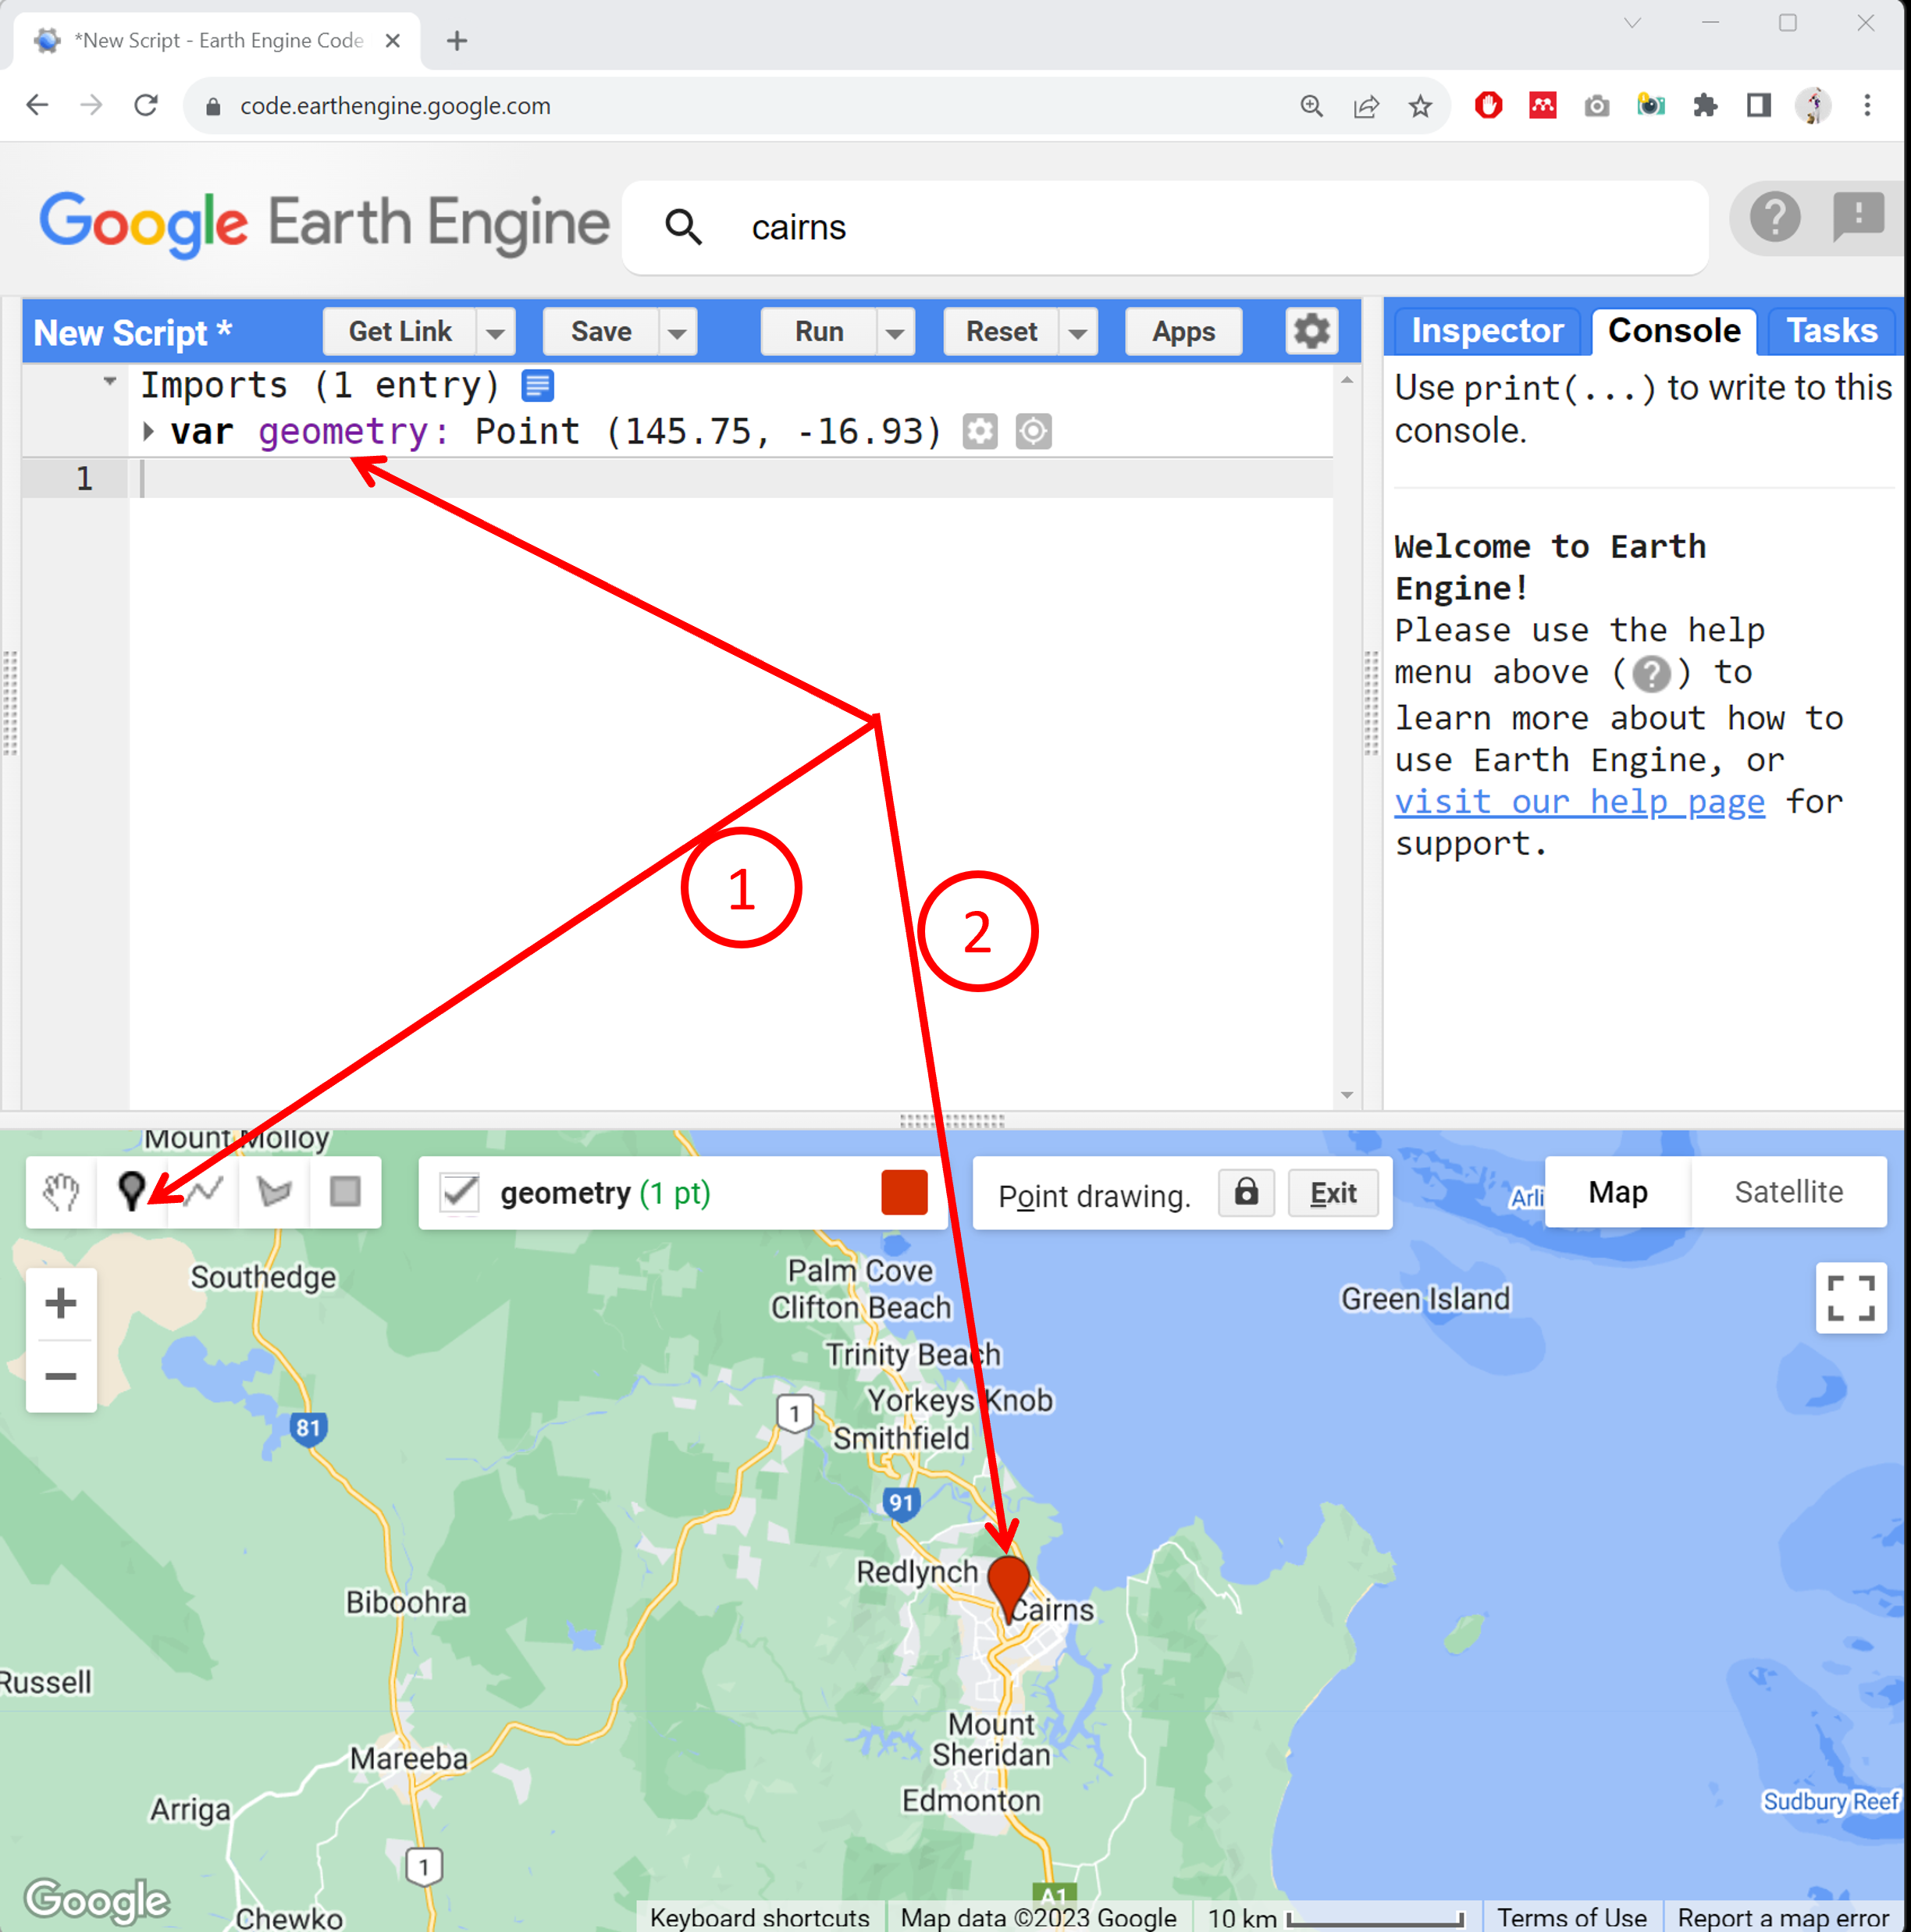 *New Script - Earth Engine Code
code.earthengine.google.com
Google Earth Engine
cairns
New Script *
Get Link
Save
Run
Reset
Apps
Inspector
Console
Tasks
Imports (1 entry)
var geometry: Point (145.75, -16.93)
1
Use print(...) to write to this
console.
Welcome to Earth
Engine!
Please use the help
menu above (?) to
learn more about how to
use Earth Engine, or
visit our help page for
support.
1
2
Mount Molloy
geometry (1 pt)
Point drawing.
Exit
Map
Satellite
Southedge
Palm Cove
Clifton Beach
Green Island
Trinity Beach
Yorkeys Knob
1
81
Smithfield
91
Redlynch
Biboohra
Cairns
Russell
Mount
Sheridan
Mareeba
Edmonton
Arriga
Sudbury Reef
1
A1
Google
Chewko
Keyboard shortcuts
Map data ©2023 Google
10 km
Terms of Use
Report a map error